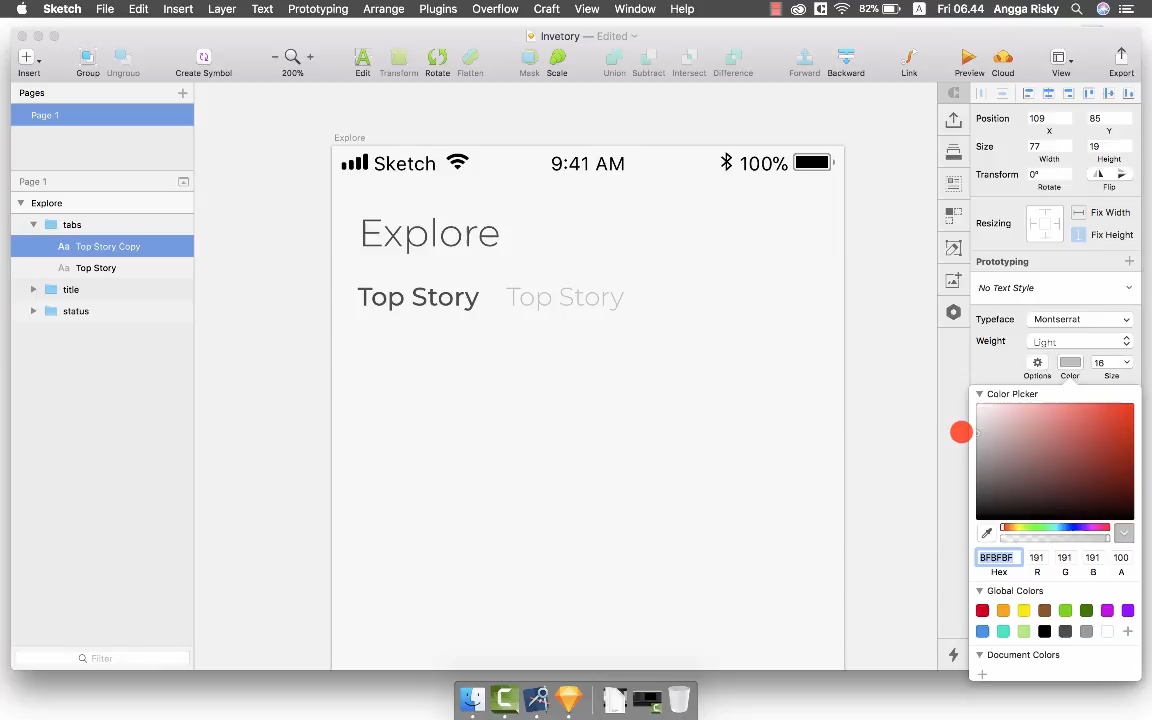 Sketch File Edit Insert Layer Text Prototyping Arrange Plugins Overflow Craft View Window Help 82% A Fri 06.44 Angga Risky
Invetory — Edited
Insert Group Ungroup Create Symbol 200% Edit Transform Rotate Flatten Mask Scale Union Subtract Intersect Difference Forward Backward Link Preview Cloud View Export
Pages
Page 1
Page 1
Explore
tabs
Aa Top Story Copy
Aa Top Story
title
status
Filter
Explore
Sketch 9:41 AM 100%
Explore
Top Story Top Story
Position 109 85
X Y
Size 77 19
Width Height
Transform 0°
Rotate Flip
Resizing Fix Width
Fix Height
Prototyping
No Text Style
Typeface Montserrat
Weight Light
16
Options Color Size
Color Picker
BFBFBF 191 191 191 100
Hex R G B A
Global Colors
Document Colors